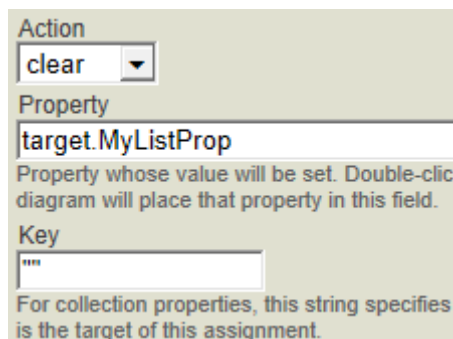 Action
clear
Property
target.MyListProp
Property whose value will be set. Double-clic
diagram will place that property in this field.
Key
""
For collection properties, this string specifies
is the target of this assignment.